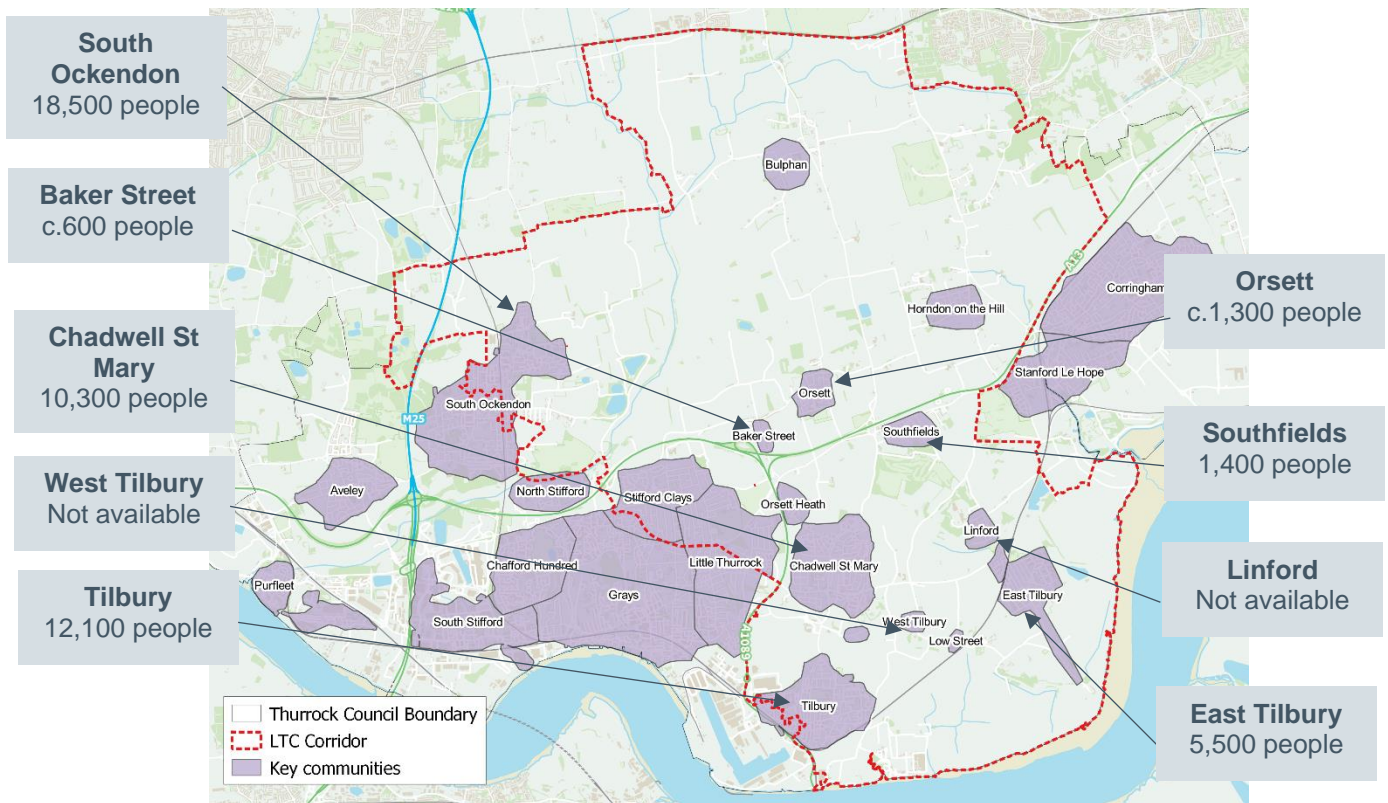 South
Ockendon
18,500 people
Baker Street
c.600 people
Chadwell St
Mary
10,300 people
West Tilbury
Not available
Tilbury
12,100 people
Bulphan
Horndon on the Hill
A13
Corringham
Stanford Le Hope
Orsett
South Ockendon
M25
Baker Street
Southfields
Aveley
North Stifford
Stifford Clays
Orsett Heath
Linford
Chafford Hundred
Little Thurrock
Chadwell St Mary
Purfleet
Grays
East Tilbury
South Stifford
West Tilbury
Low Street
A1089
Tilbury
Thurrock Council Boundary
LTC Corridor
Key communities
Orsett
c.1,300 people
Southfields
1,400 people
Linford
Not available
East Tilbury
5,500 people